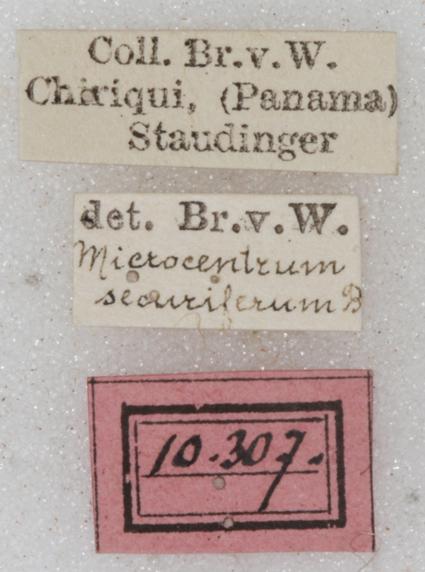 Coll. Br.v.W.
Chiriqui, (Panama)
Staudinger
det. Br.v.W.
Microcentrum
securiferum B
10.307.